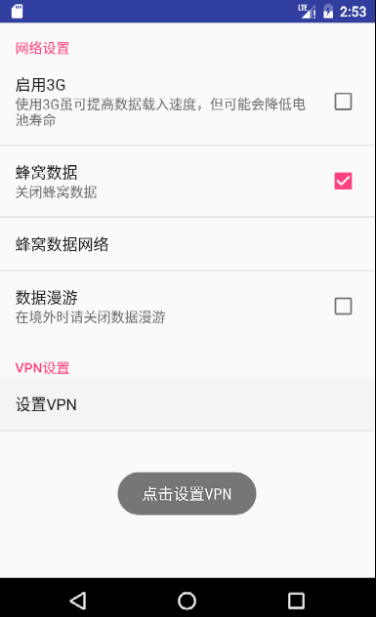 LTE 2:53
网络设置
启用3G
使用3G虽可提高数据载入速度，但可能会降低电
池寿命
蜂窝数据
关闭蜂窝数据
蜂窝数据网络
数据漫游
在境外时请关闭数据漫游
VPN设置
设置VPN
点击设置VPN